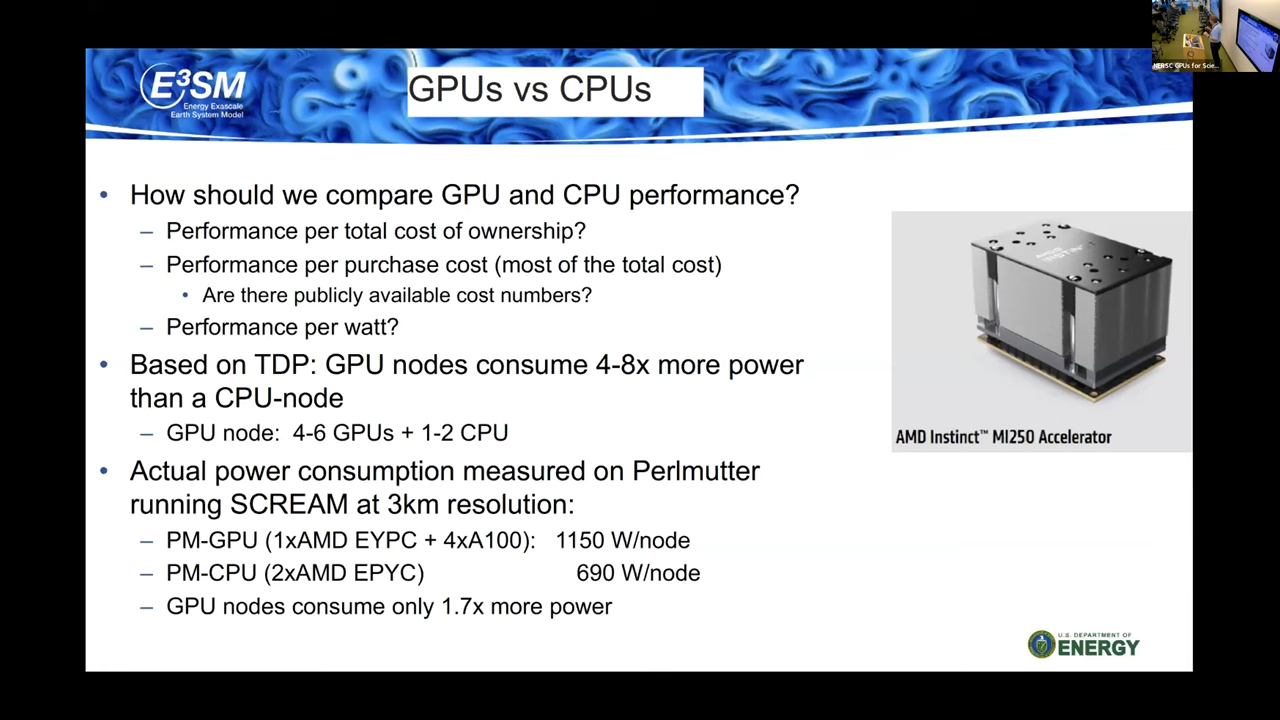 NERSC GPUs for Scie...
E³SM
Energy Exascale
Earth System Model
GPUs vs CPUs
• How should we compare GPU and CPU performance?
– Performance per total cost of ownership?
– Performance per purchase cost (most of the total cost)
• Are there publicly available cost numbers?
– Performance per watt?
• Based on TDP: GPU nodes consume 4-8x more power
than a CPU-node
– GPU node: 4-6 GPUs + 1-2 CPU
• Actual power consumption measured on Perlmutter
running SCREAM at 3km resolution:
– PM-GPU (1xAMD EYPC + 4xA100): 1150 W/node
– PM-CPU (2xAMD EPYC) 690 W/node
– GPU nodes consume only 1.7x more power
AMD Instinct™ MI250 Accelerator
U.S. DEPARTMENT OF
ENERGY